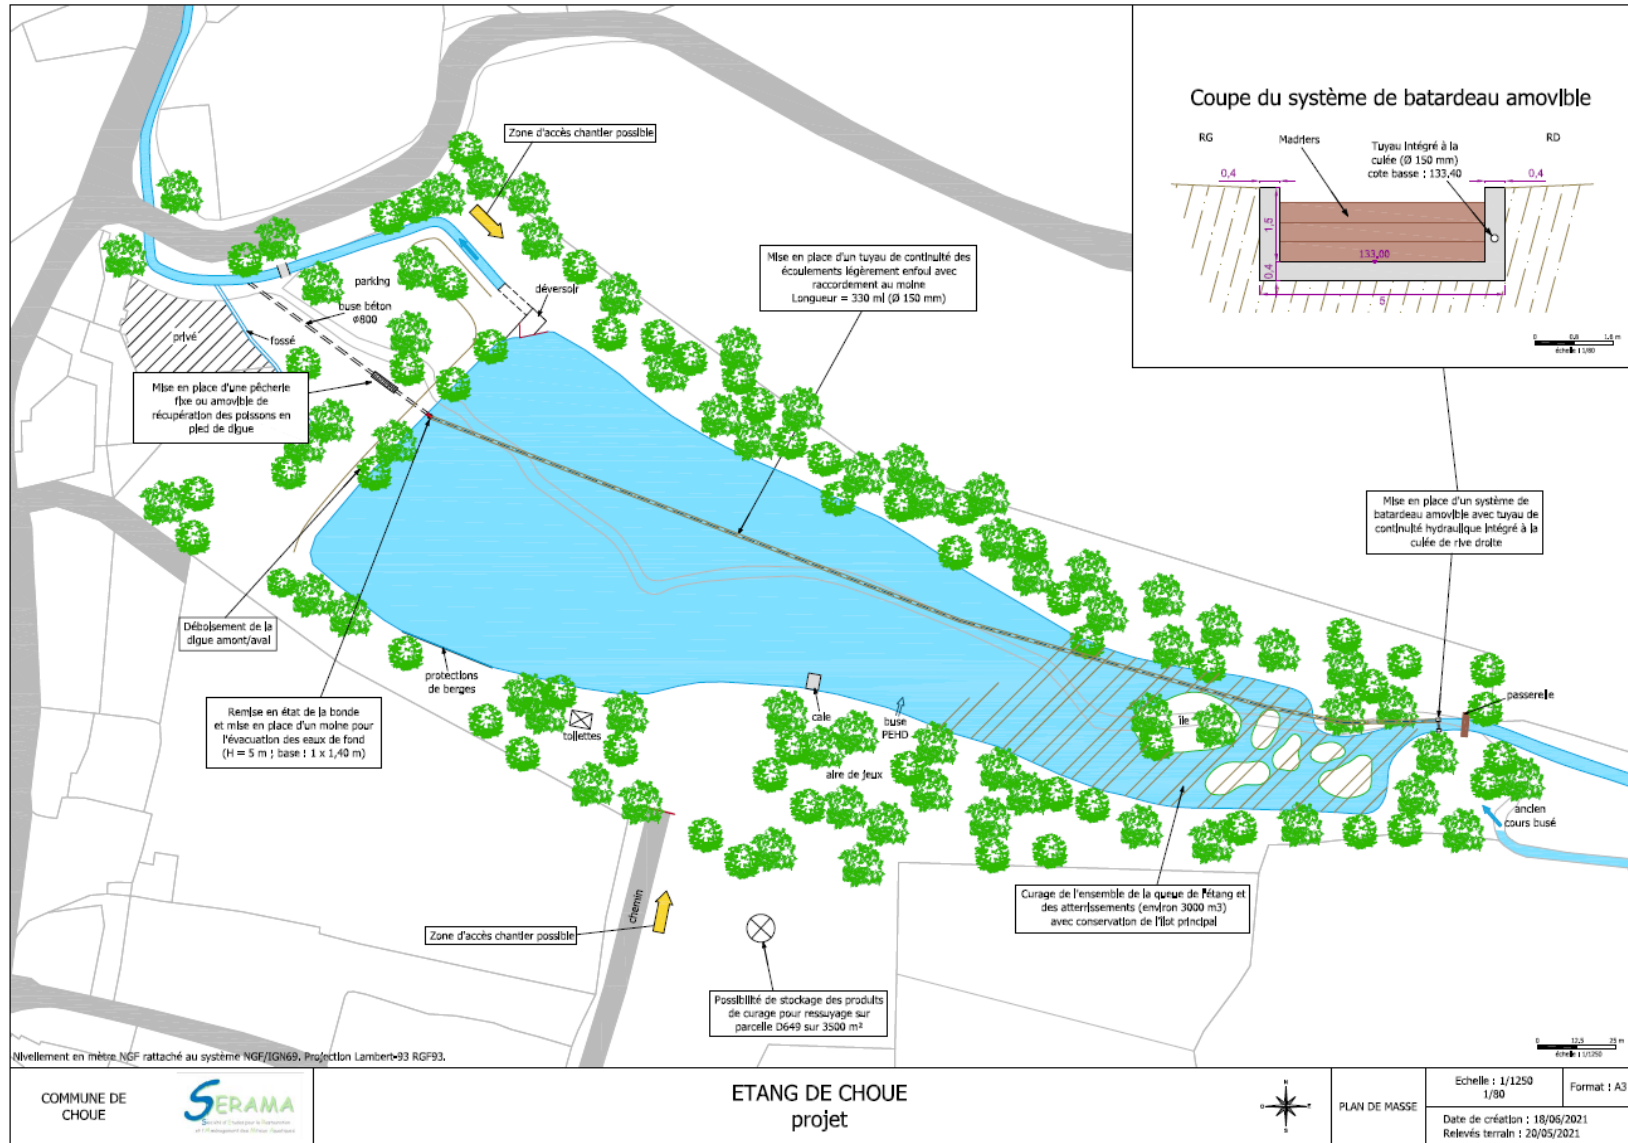 Coupe du système de batardeau amovible
RG
Madriers
Tuyau intégré à la
culée (Ø 150 mm)
cote basse : 133,40
RD
0,4
0,4
1,5
133,00
0,4
5
0 0,8 1,6 m
échelle : 1/80
Zone d'accès chantier possible
Mise en place d'un tuyau de continuité des
écoulements légèrement enfoui avec
raccordement au moine
Longueur = 330 ml (Ø 150 mm)
parking
buse béton
ø800
déversoir
privé
fossé
Mise en place d'une pêcherie
fixe ou amovible de
récupération des poissons en
pied de digue
Mise en place d'un système de
batardeau amovible avec tuyau de
continuité hydraulique intégré à la
culée de rive droite
Déboisement de la
digue amont/aval
protections
de berges
Remise en état de la bonde
et mise en place d'un moine pour
l'évacuation des eaux de fond
(H = 5 m ; base : 1 x 1,40 m)
toilettes
cale
buse
PEHD
île
passerelle
aire de jeux
ancien
cours busé
Curage de l'ensemble de la queue de l'étang et
des atterrissements (environ 3000 m3)
avec conservation de l'îlot principal
chemin
Zone d'accès chantier possible
Possibilité de stockage des produits
de curage pour ressuyage sur
parcelle D649 sur 3500 m²
0 12,5 25 m
échelle : 1/1250
Nivellement en mètre NGF rattaché au système NGF/IGN69. Projection Lambert-93 RGF93.
COMMUNE DE
CHOUE
SERAMA
ETANG DE CHOUE
projet
PLAN DE MASSE
Echelle : 1/1250
1/80
Format : A3
Date de création : 18/06/2021
Relevés terrain : 20/05/2021